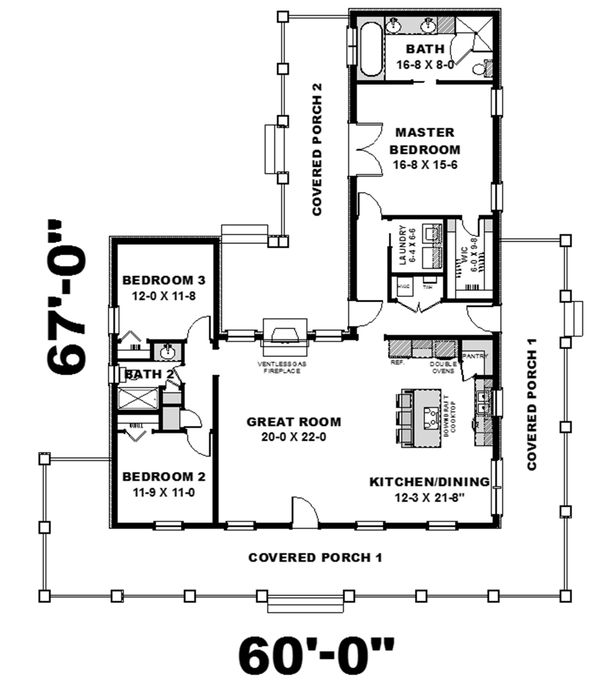 BATH
16-8 X 8-0
COVERED PORCH 2
MASTER
BEDROOM
16-8 X 15-6
LAUNDRY
6-4 X 6-6
WIC
6-0 X 9-8
67'-0"
BEDROOM 3
12-0 X 11-8
HVAC
T/W
VENTLESS GAS
FIREPLACE
REF.
DOUBLE
OVENS
PANTRY
BATH 2
COVERED PORCH 1
GREAT ROOM
20-0 X 22-0
DOWNDRAFT
COOKTOP
BEDROOM 2
11-9 X 11-0
KITCHEN/DINING
12-3 X 21-8"
COVERED PORCH 1
60'-0"